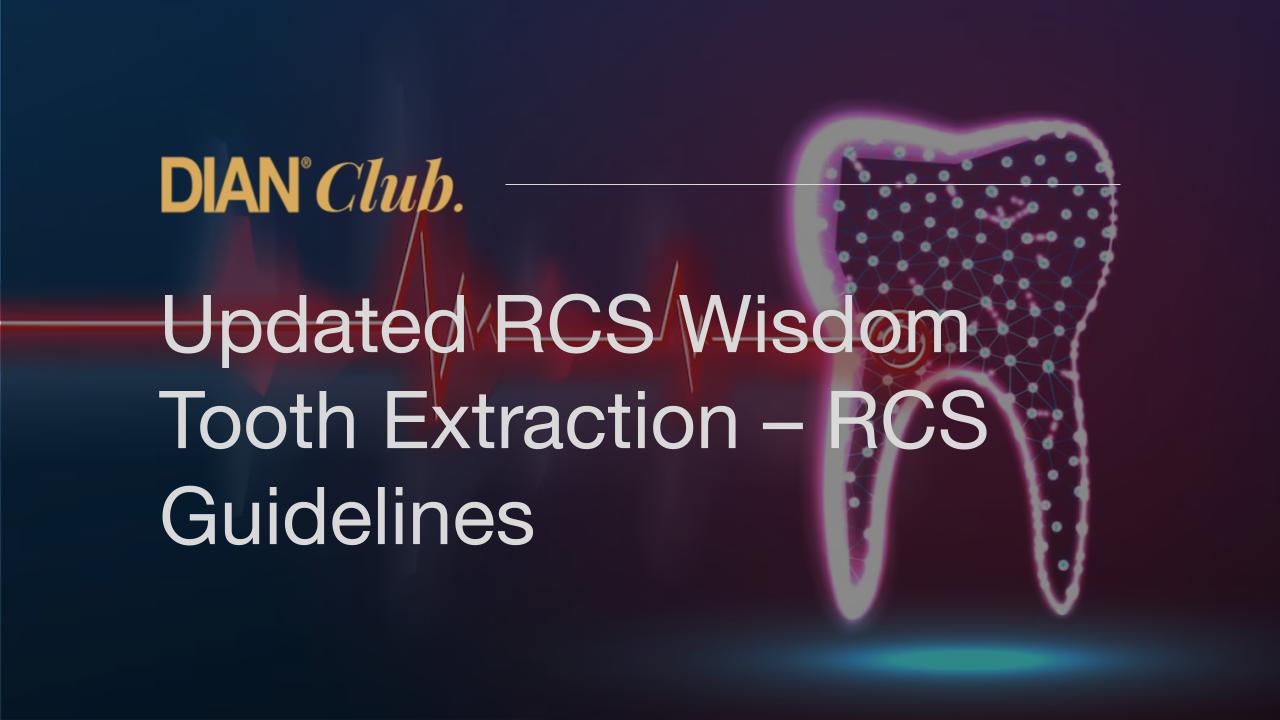 DIAN® Club.
Updated RCS Wisdom
Tooth Extraction – RCS
Guidelines